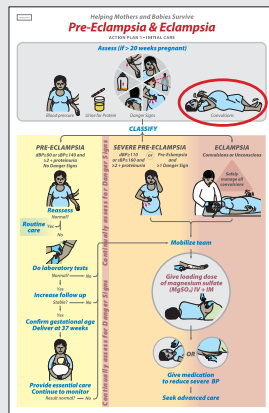 Helping Mothers and Babies Survive
Pre-Eclampsia & Eclampsia
ACTION PLAN 1 • INITIAL CARE
Assess (if > 20 weeks pregnant)
Blood pressure
Urine for Protein
Danger Signs
Convulsions
CLASSIFY
PRE-ECLAMPSIA
dBP≥90 or sBP≥140 and
≥2 + proteinuria
No Danger Signs
Continually assess for Danger Signs
SEVERE PRE-ECLAMPSIA
dBP≥110
or sBP≥160 and
≥2 + proteinuria
or
Pre-Eclampsia
and
≥1 Danger Sign
ECLAMPSIA
Convulsions or Unconscious
Safely
manage all
convulsions
Reassess
Normal?
Yes
No
Routine
care
Do laboratory tests
Normal?
No
Yes
Increase follow up
Stable?
No
Yes
Confirm gestational age
Deliver at 37 weeks
Provide essential care
Continue to monitor
Result normal?
No
Continually assess for Danger Signs
Mobilize team
Give loading dose
of magnesium sulfate
(MgSO₄) IV + IM
OR
Give medication
to reduce severe BP
Seek advanced care